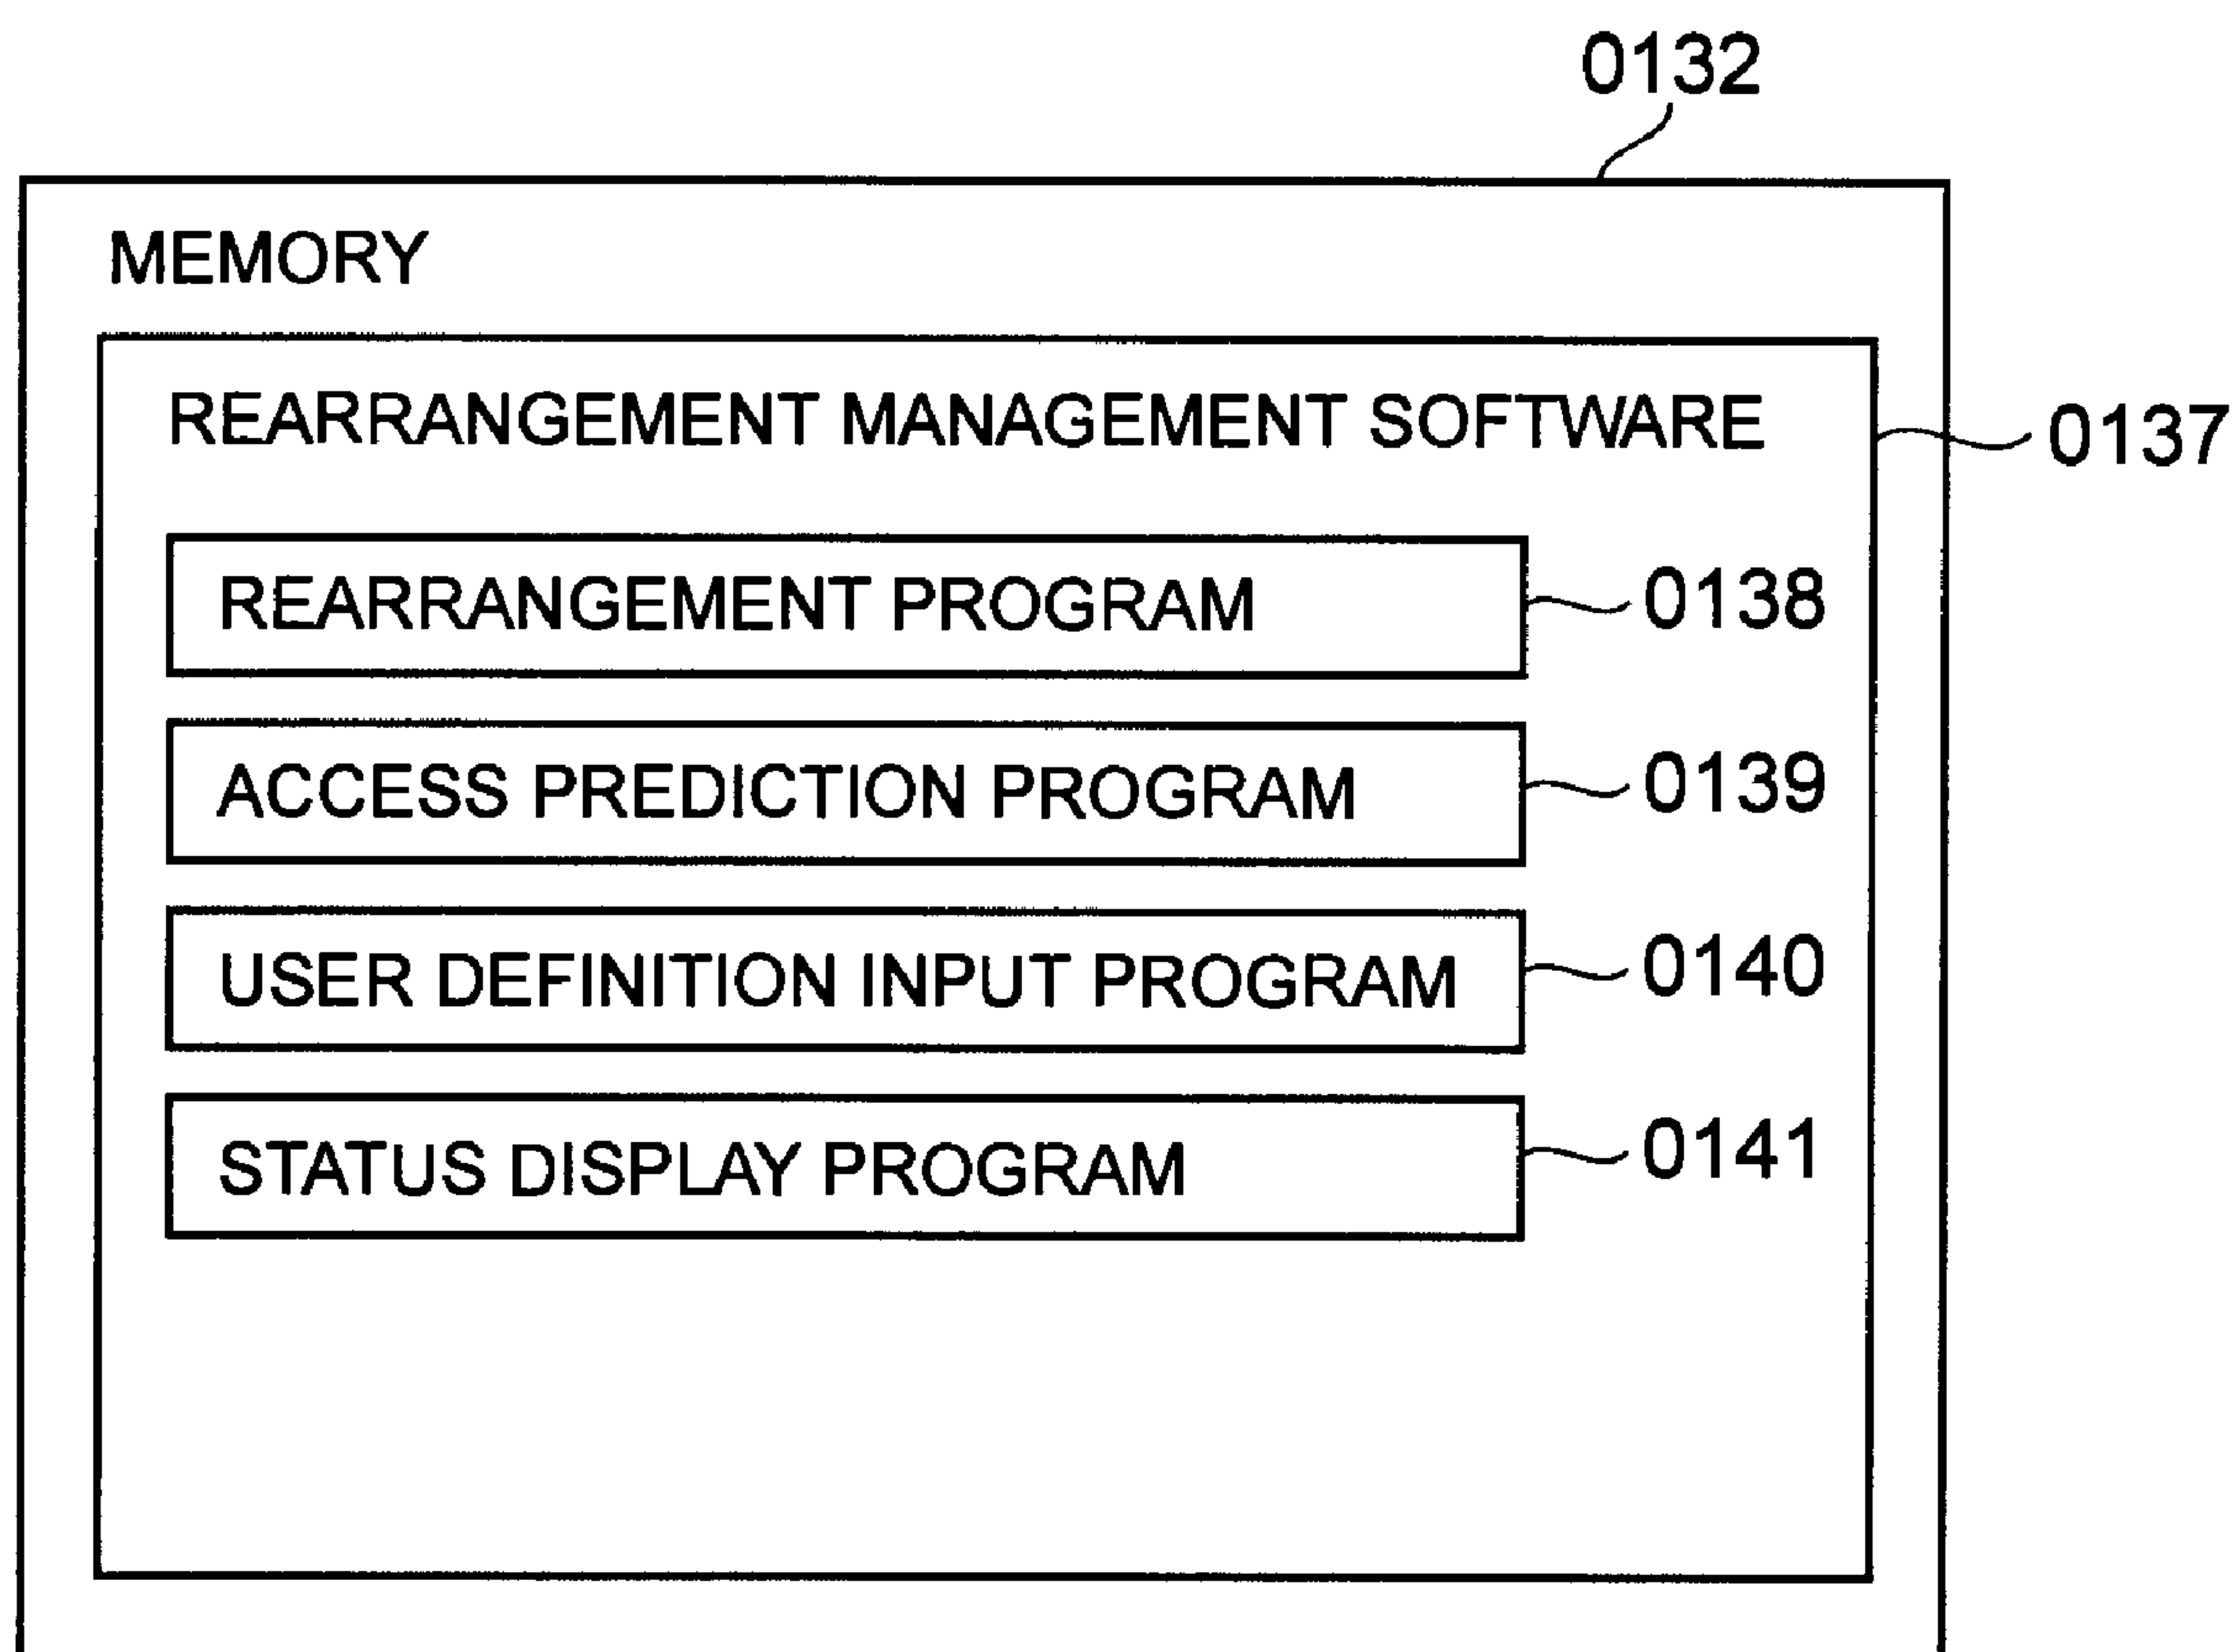 0132
MEMORY
REARRANGEMENT MANAGEMENT SOFTWARE
0137
REARRANGEMENT PROGRAM
0138
ACCESS PREDICTION PROGRAM
0139
USER DEFINITION INPUT PROGRAM
0140
STATUS DISPLAY PROGRAM
0141